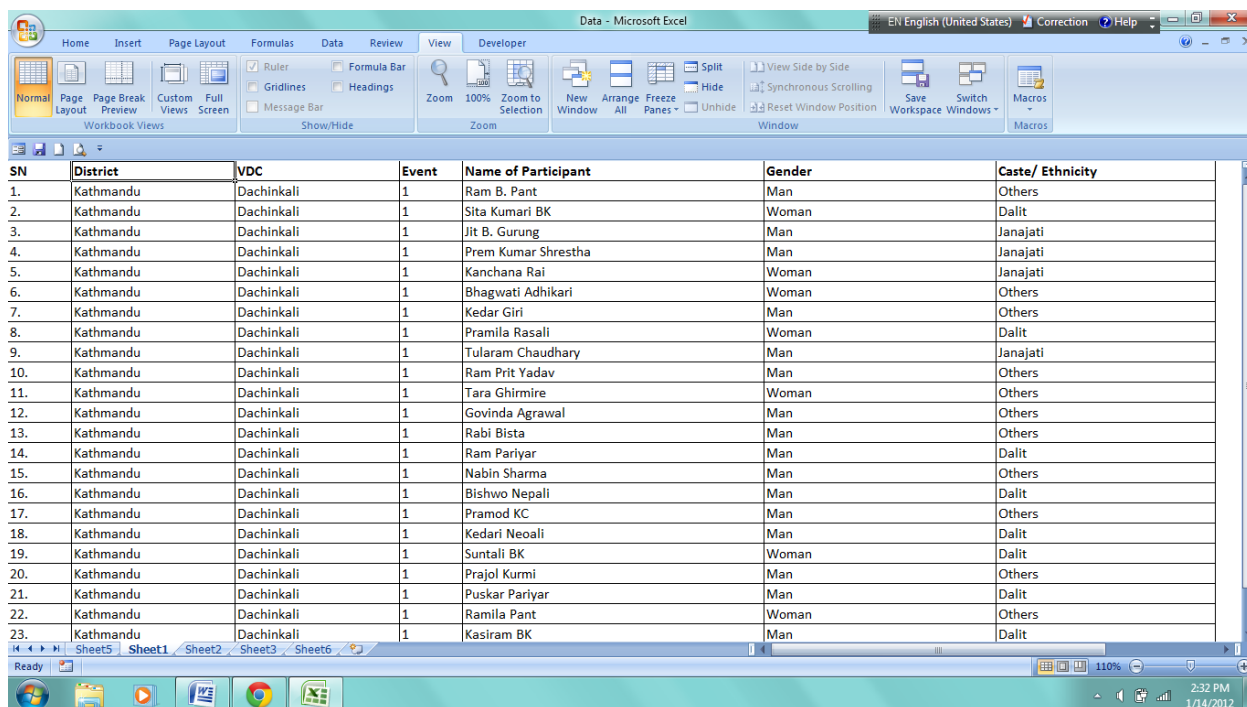 Data - Microsoft Excel
EN English (United States) Correction Help
Home Insert Page Layout Formulas Data Review View Developer
Normal Page Layout Page Break Preview Custom Views Full Screen
Workbook Views
Ruler Formula Bar
Gridlines Headings
Message Bar
Show/Hide
Zoom 100% Zoom to Selection
Zoom
New Window Arrange All Freeze Panes
Split
Hide
Unhide
View Side by Side
Synchronous Scrolling
Reset Window Position
Save Workspace Switch Windows
Window
Macros
Macros
SN District VDC Event Name of Participant Gender Caste/ Ethnicity
1. Kathmandu Dachinkali 1 Ram B. Pant Man Others
2. Kathmandu Dachinkali 1 Sita Kumari BK Woman Dalit
3. Kathmandu Dachinkali 1 Jit B. Gurung Man Janajati
4. Kathmandu Dachinkali 1 Prem Kumar Shrestha Man Janajati
5. Kathmandu Dachinkali 1 Kanchana Rai Woman Janajati
6. Kathmandu Dachinkali 1 Bhagwati Adhikari Woman Others
7. Kathmandu Dachinkali 1 Kedar Giri Man Others
8. Kathmandu Dachinkali 1 Pramila Rasali Woman Dalit
9. Kathmandu Dachinkali 1 Tularam Chaudhary Man Janajati
10. Kathmandu Dachinkali 1 Ram Prit Yadav Man Others
11. Kathmandu Dachinkali 1 Tara Ghirmire Woman Others
12. Kathmandu Dachinkali 1 Govinda Agrawal Man Others
13. Kathmandu Dachinkali 1 Rabi Bista Man Others
14. Kathmandu Dachinkali 1 Ram Pariyar Man Dalit
15. Kathmandu Dachinkali 1 Nabin Sharma Man Others
16. Kathmandu Dachinkali 1 Bishwo Nepali Man Dalit
17. Kathmandu Dachinkali 1 Pramod KC Man Others
18. Kathmandu Dachinkali 1 Kedari Neoali Man Dalit
19. Kathmandu Dachinkali 1 Suntali BK Woman Dalit
20. Kathmandu Dachinkali 1 Prajol Kurmi Man Others
21. Kathmandu Dachinkali 1 Puskar Pariyar Man Dalit
22. Kathmandu Dachinkali 1 Ramila Pant Woman Others
23. Kathmandu Dachinkali 1 Kasiram BK Man Dalit
Sheet5 Sheet1 Sheet2 Sheet3 Sheet6
Ready 110%
2:32 PM
1/14/2012